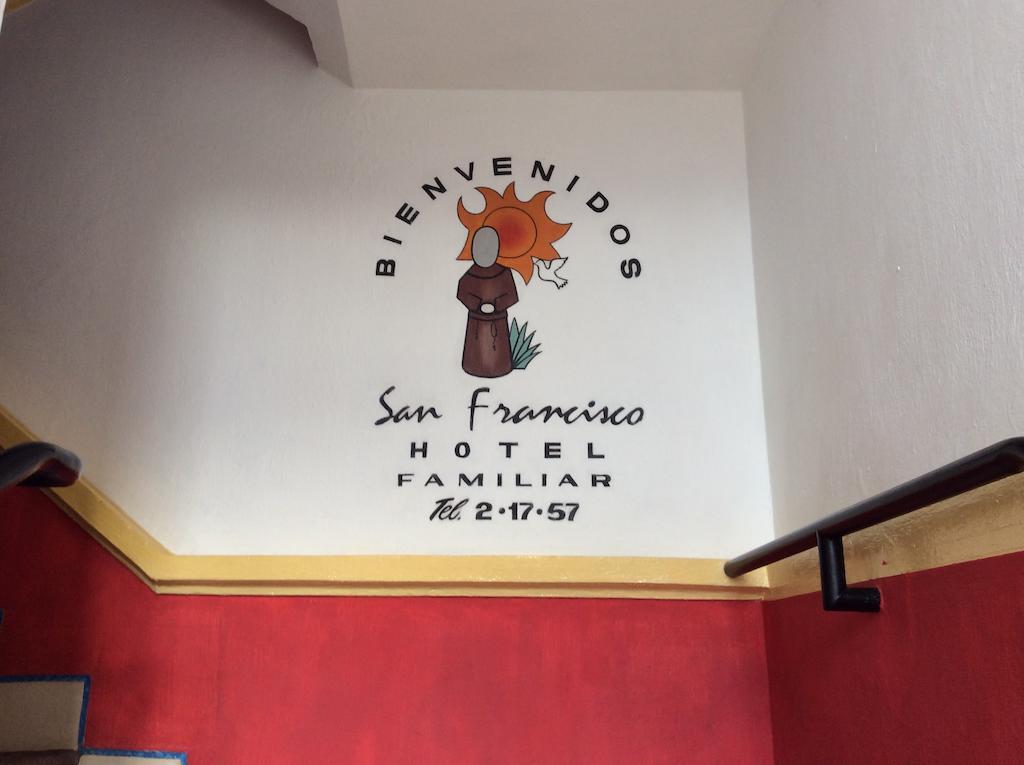 BIENVENIDOS
San Francisco
HOTEL
FAMILIAR
Tel. 2·17·57